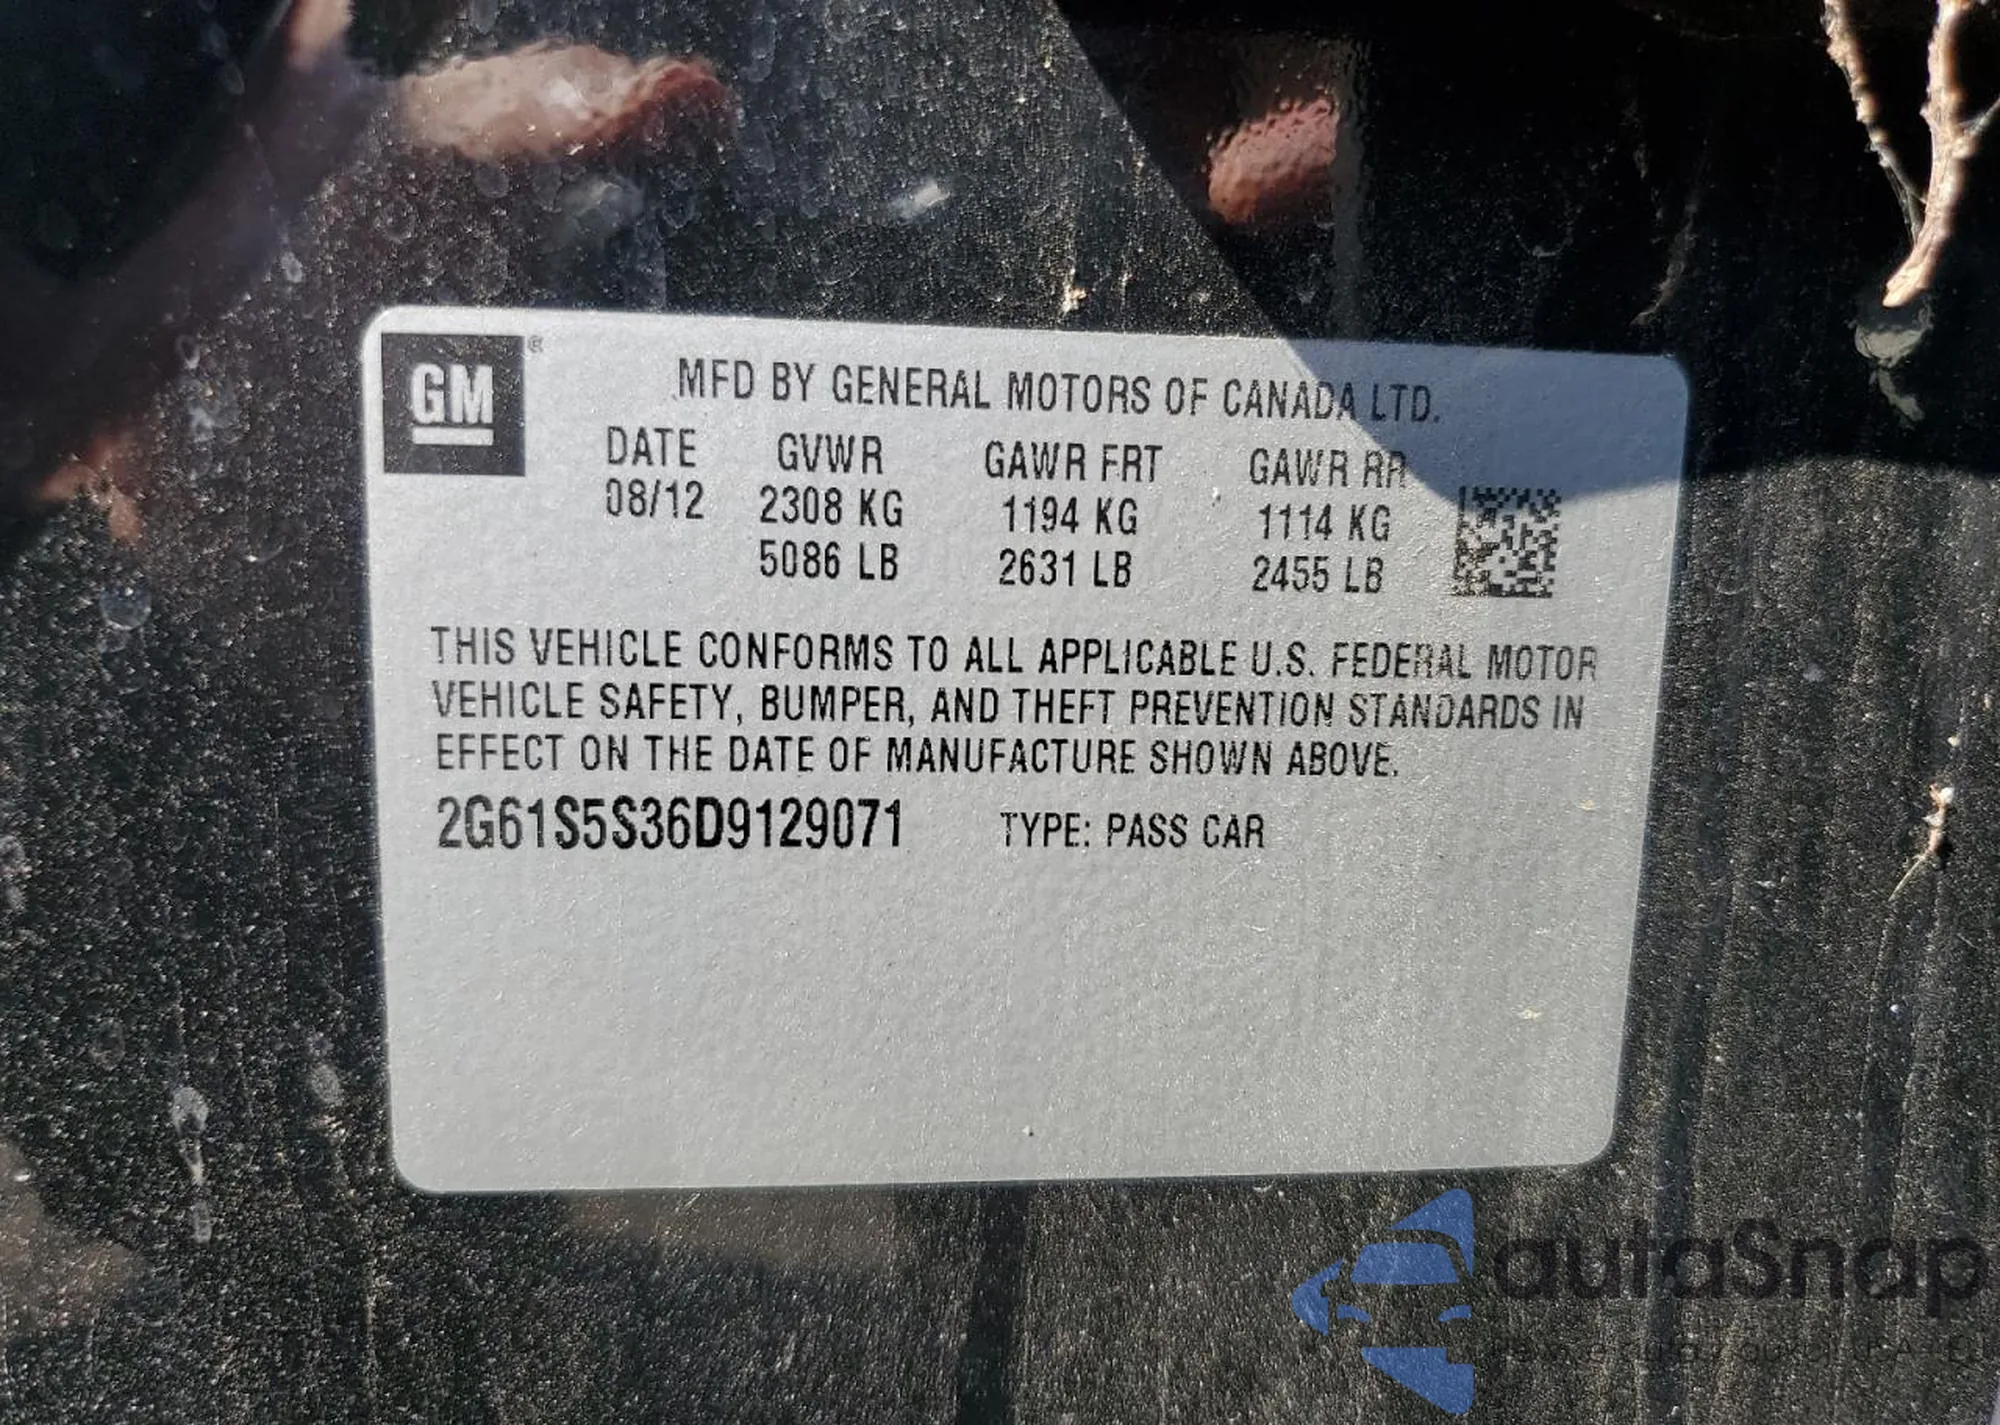 GM
MFD BY GENERAL MOTORS OF CANADA LTD.
DATE GVWR GAWR FRT GAWR RR
08/12 2308 KG 1194 KG 1114 KG
5086 LB 2631 LB 2455 LB
THIS VEHICLE CONFORMS TO ALL APPLICABLE U.S. FEDERAL MOTOR
VEHICLE SAFETY, BUMPER, AND THEFT PREVENTION STANDARDS IN
EFFECT ON THE DATE OF MANUFACTURE SHOWN ABOVE.
2G61S5S36D9129071 TYPE: PASS CAR
autoSnap